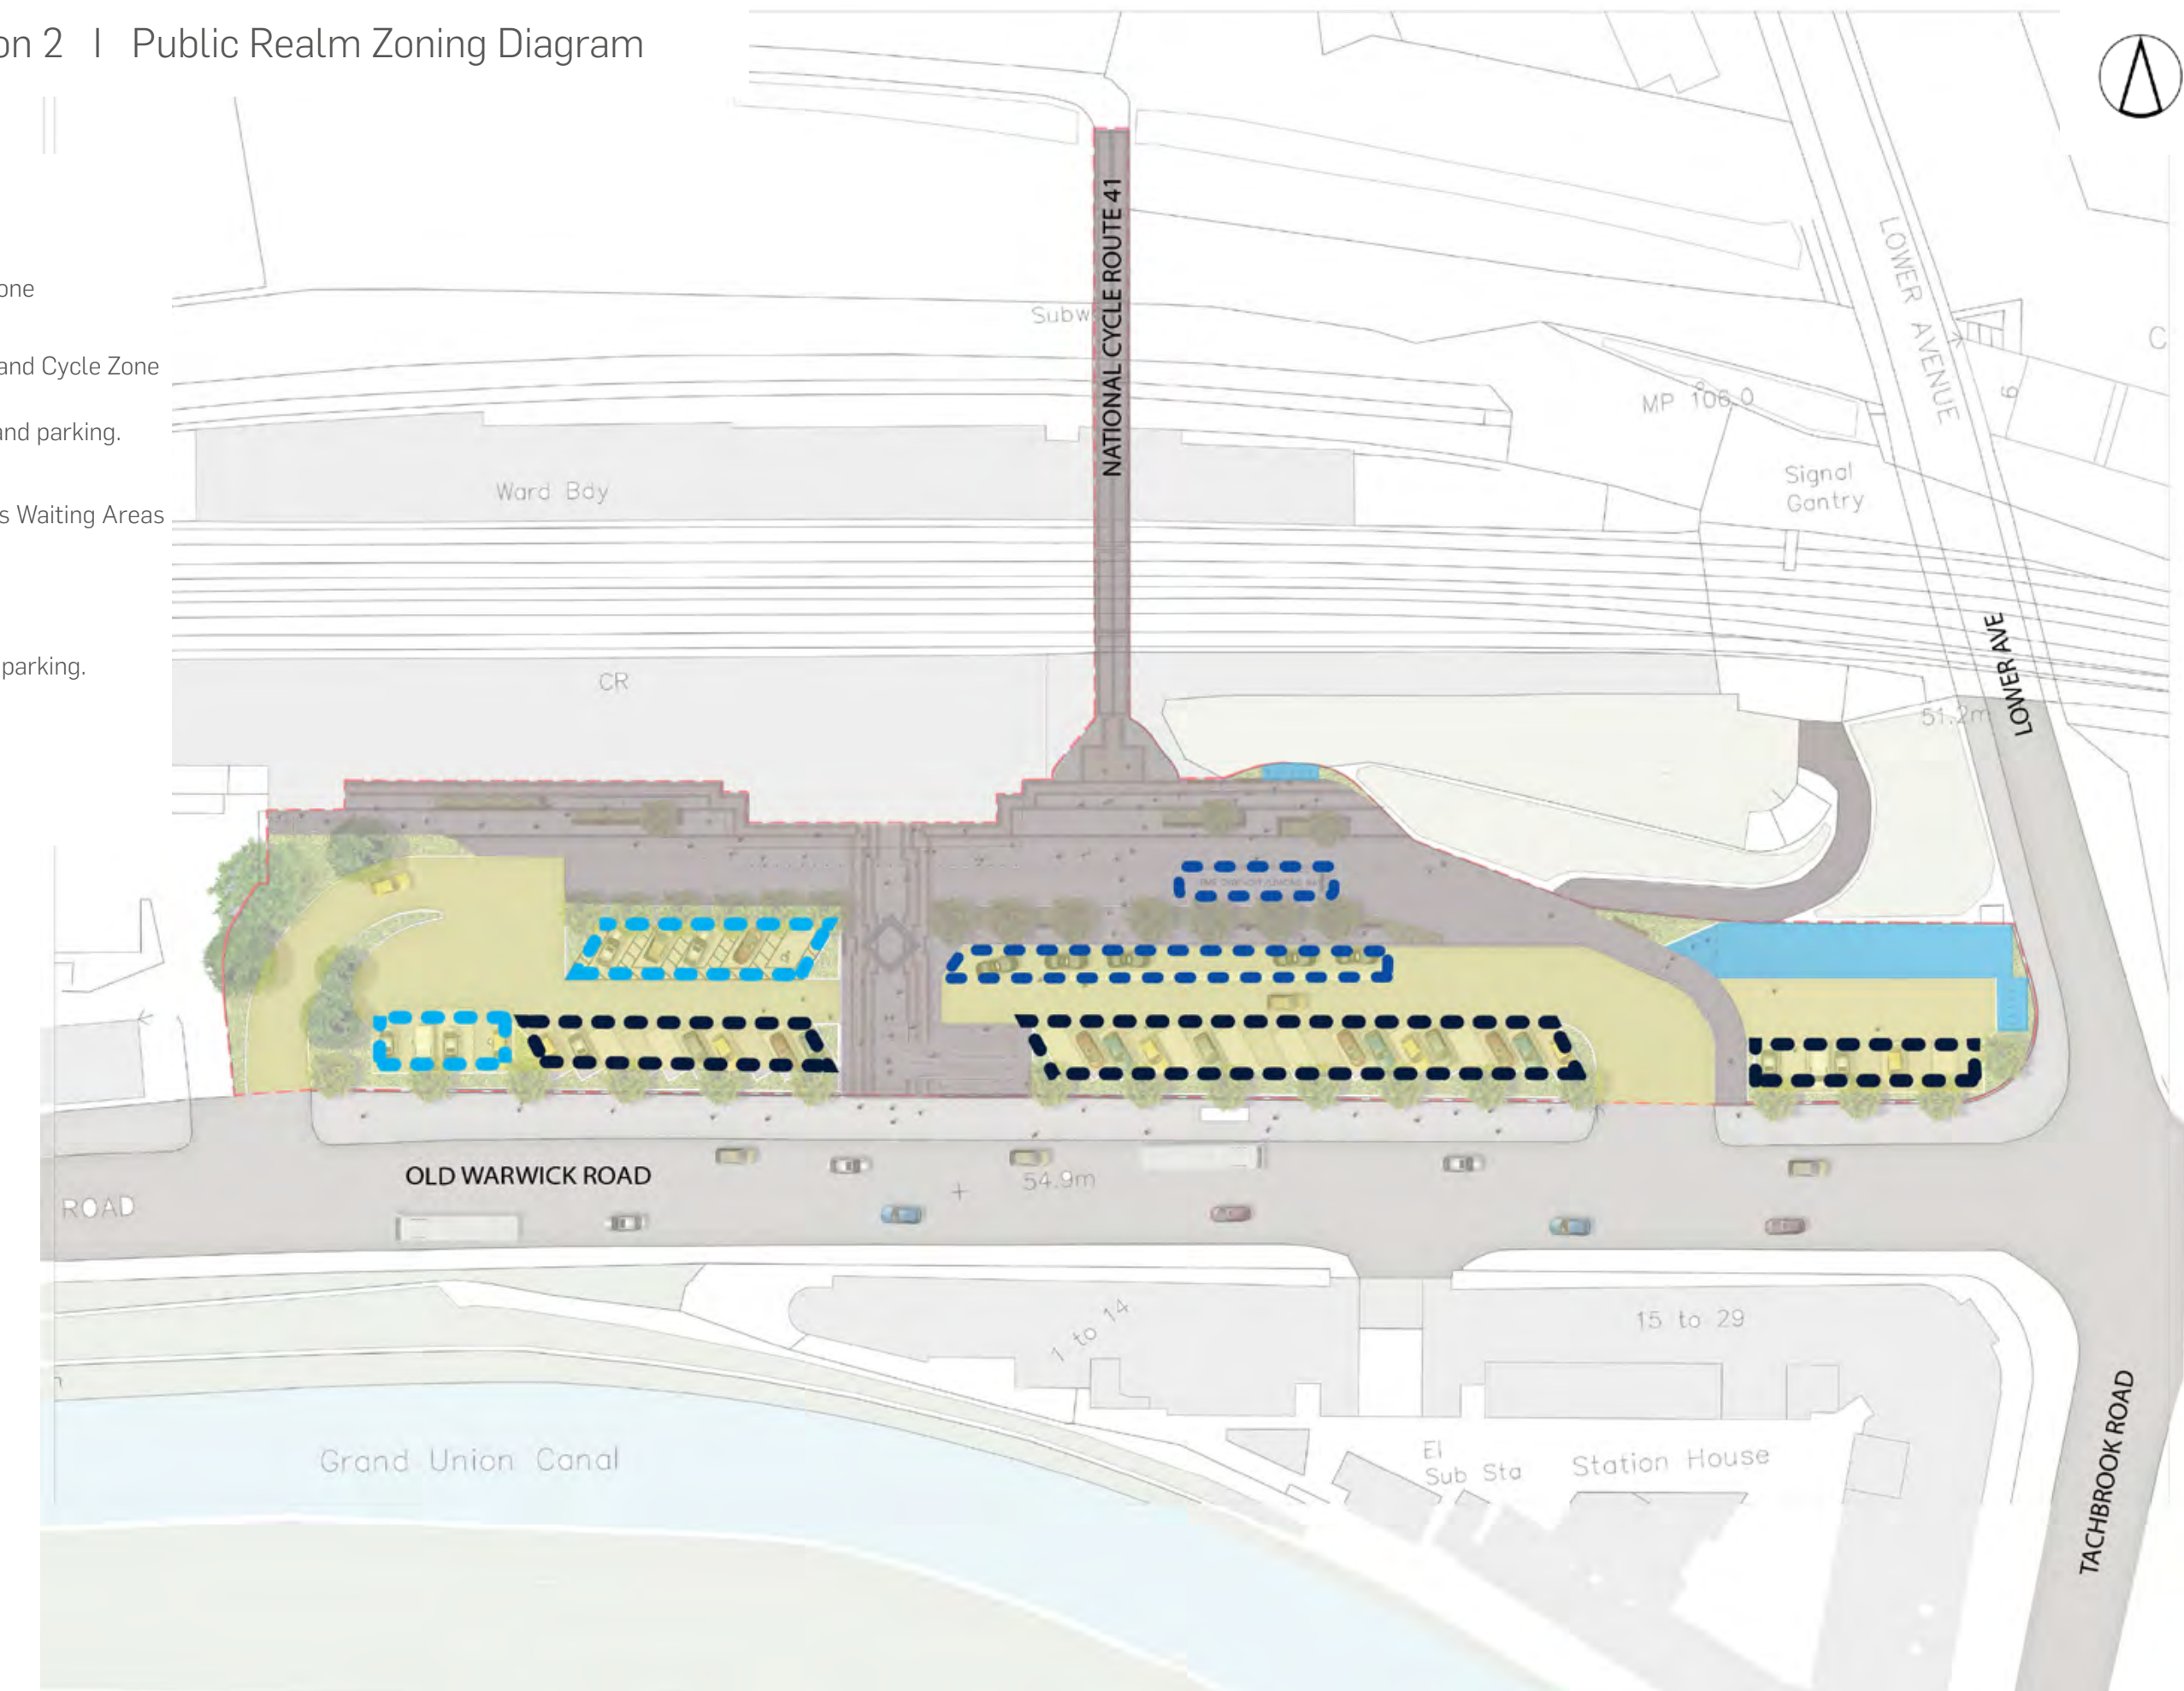 on 2 | Public Realm Zoning Diagram
one
and Cycle Zone
and parking.
s Waiting Areas
parking.
NATIONAL CYCLE ROUTE 41
Subw
LOWER AVENUE
MP 106.0
9
C
Signal
Gantry
Ward Bdy
CR
LOWER AVE
51.2m
OLD WARWICK ROAD
54.9m
ROAD
1 to 14
15 to 29
El
Sub Sta
Station House
Grand Union Canal
TACHBROOK ROAD